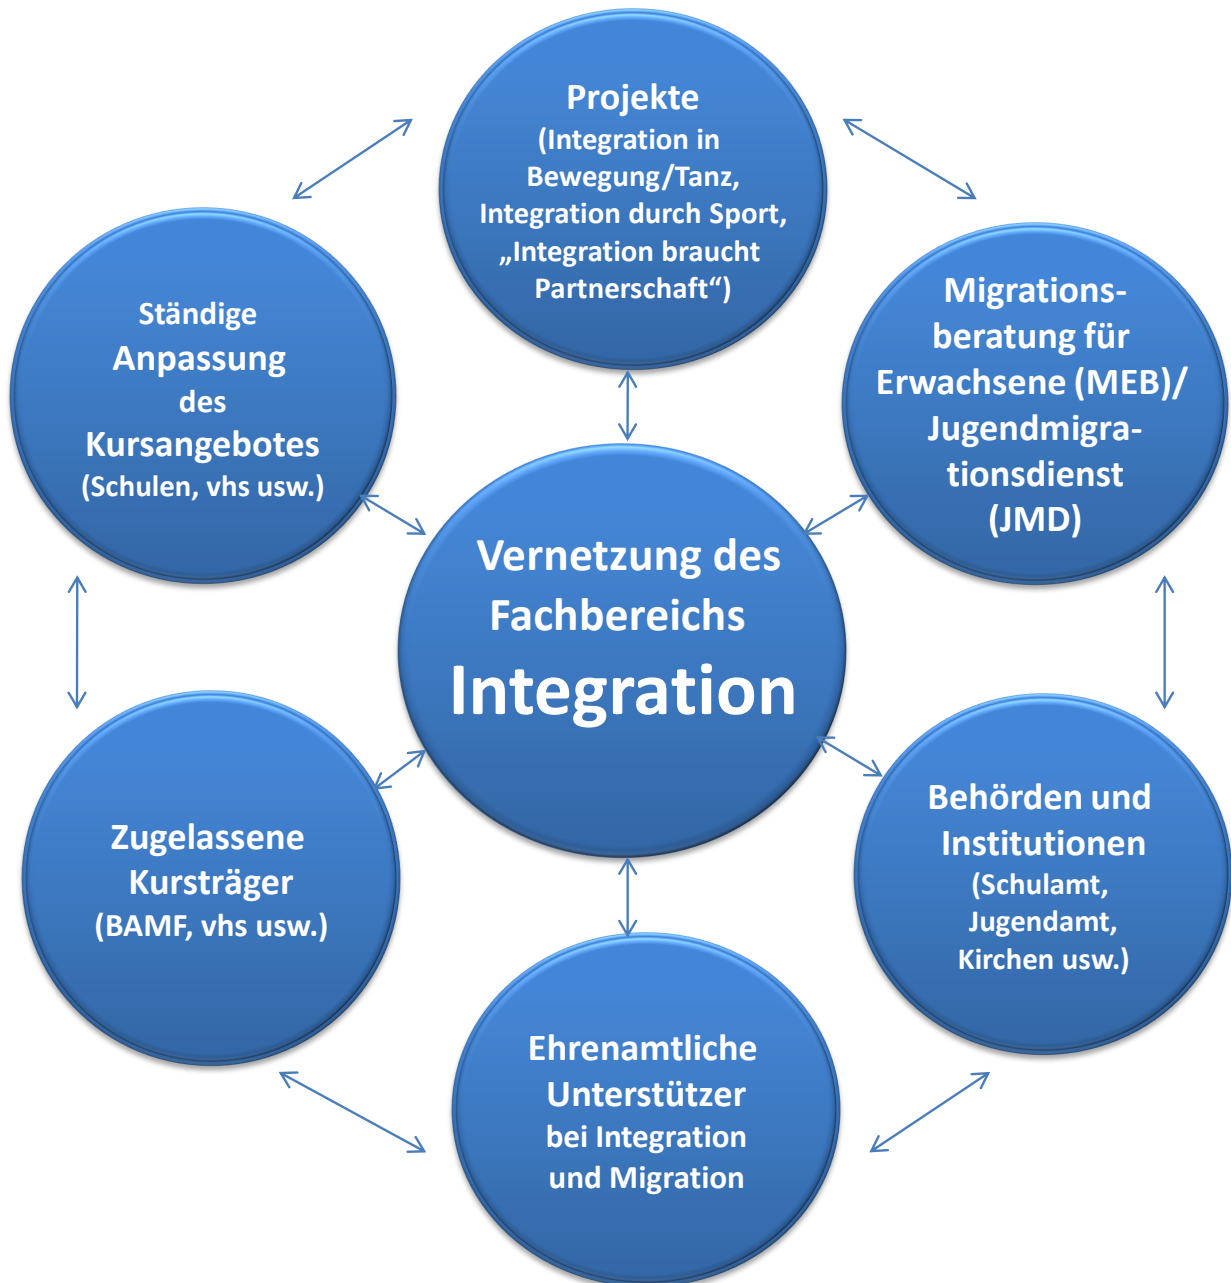 Projekte
(Integration in
Bewegung/Tanz,
Integration durch Sport,
„Integration braucht
Partnerschaft“)
Ständige
Anpassung
des
Kursangebotes
(Schulen, vhs usw.)
Migrations-
beratung für
Erwachsene (MEB)/
Jugendmigra-
tionsdienst
(JMD)
Vernetzung des
Fachbereichs
Integration
Zugelassene
Kursträger
(BAMF, vhs usw.)
Behörden und
Institutionen
(Schulamt,
Jugendamt,
Kirchen usw.)
Ehrenamtliche
Unterstützer
bei Integration
und Migration